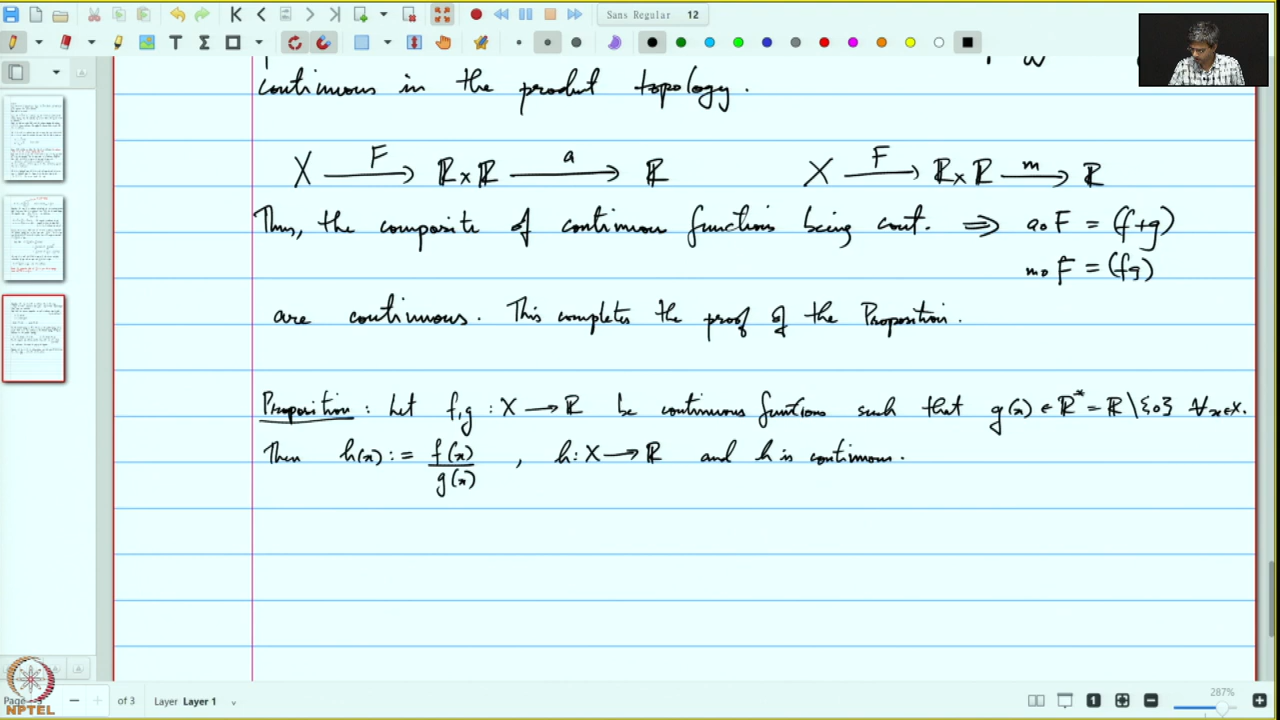 Sans Regular 12
continuous in the product topology.
X F→ ℝ×ℝ a→ ℝ X F→ ℝ×ℝ m→ ℝ
Thus, the composite of continuous functions being cont. ⇒ a∘F = (f+g)
m∘F = (fg)
are continuous. This completes the proof of the Proposition.
Proposition: Let f,g : X → ℝ be continuous functions such that g(x) ∈ ℝ* = ℝ\{0} ∀x∈X.
Then h(x) := f(x)/g(x) , h: X → ℝ and h is continuous.
NPTEL
Page
of 3
Layer Layer 1
287%